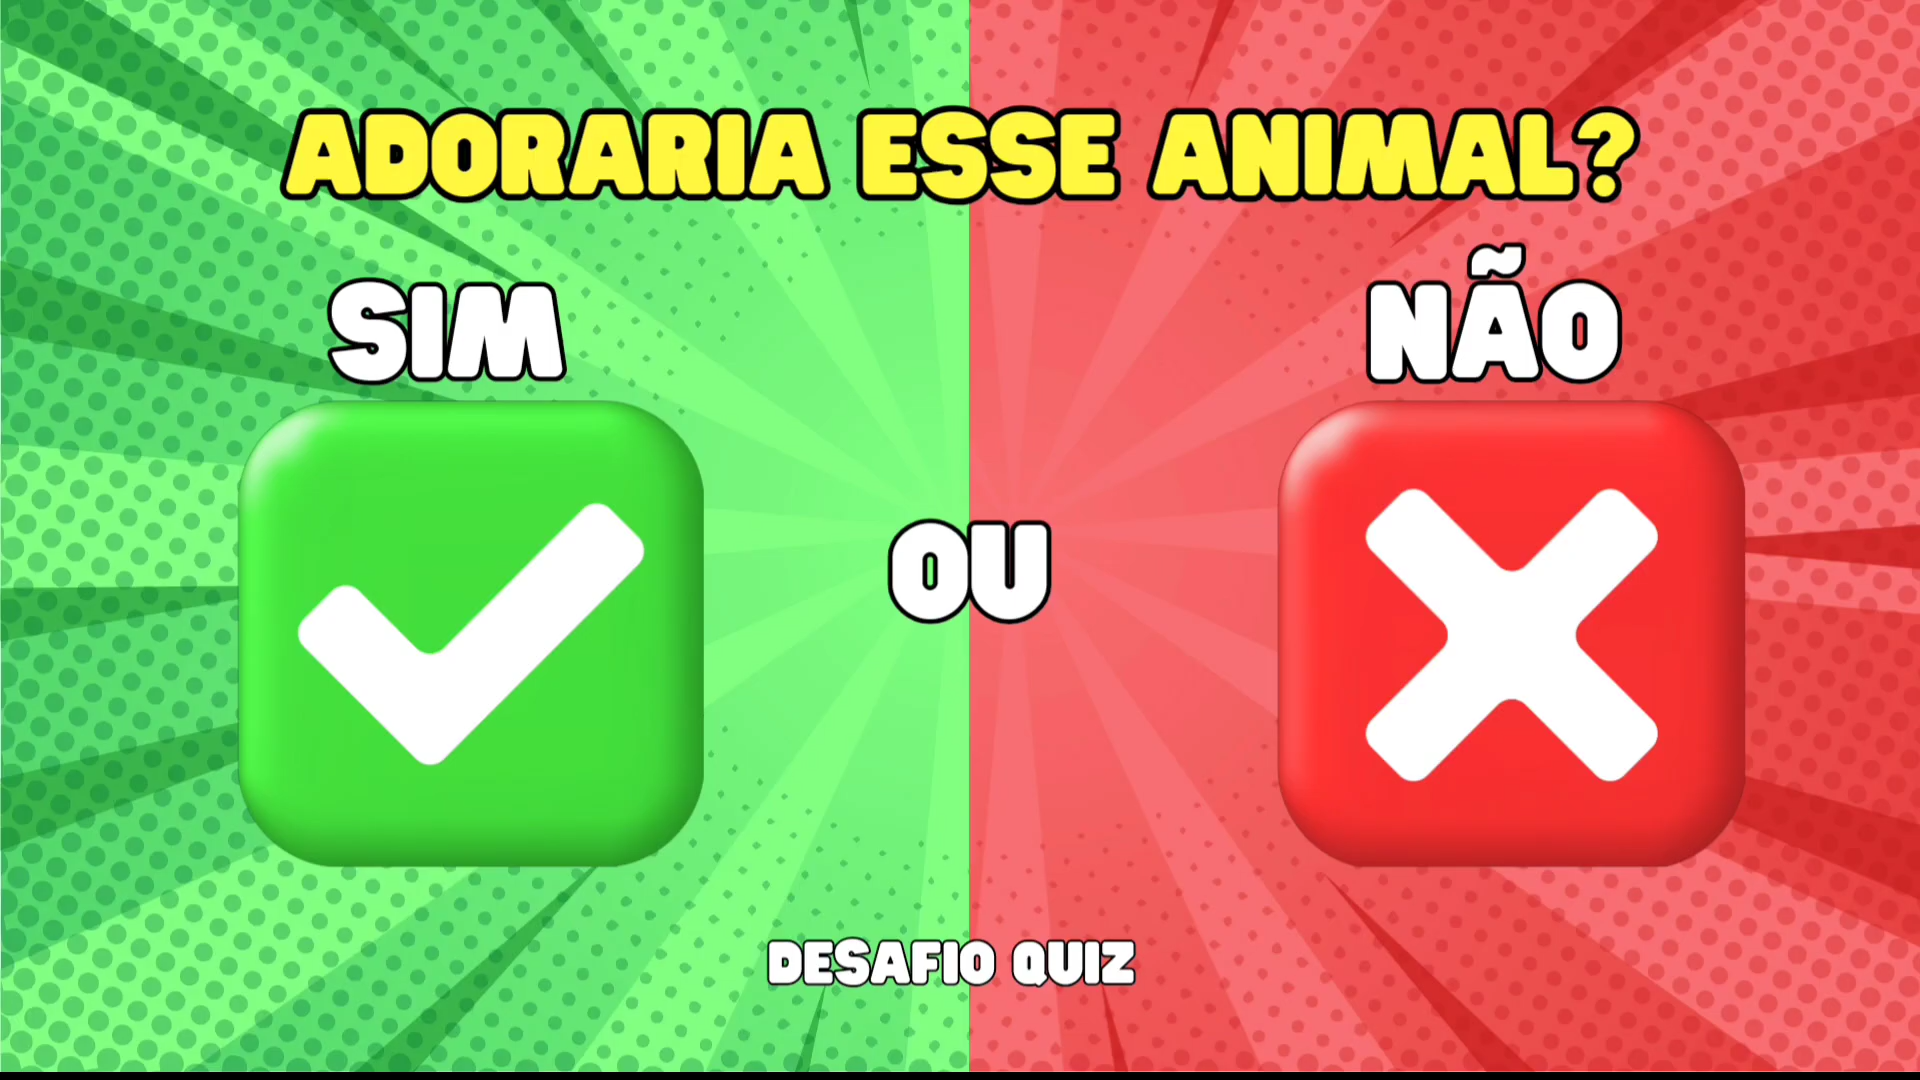 ADORARIA ESSE ANIMAL?
SIM
NÃO
OU
DESAFIO QUIZ